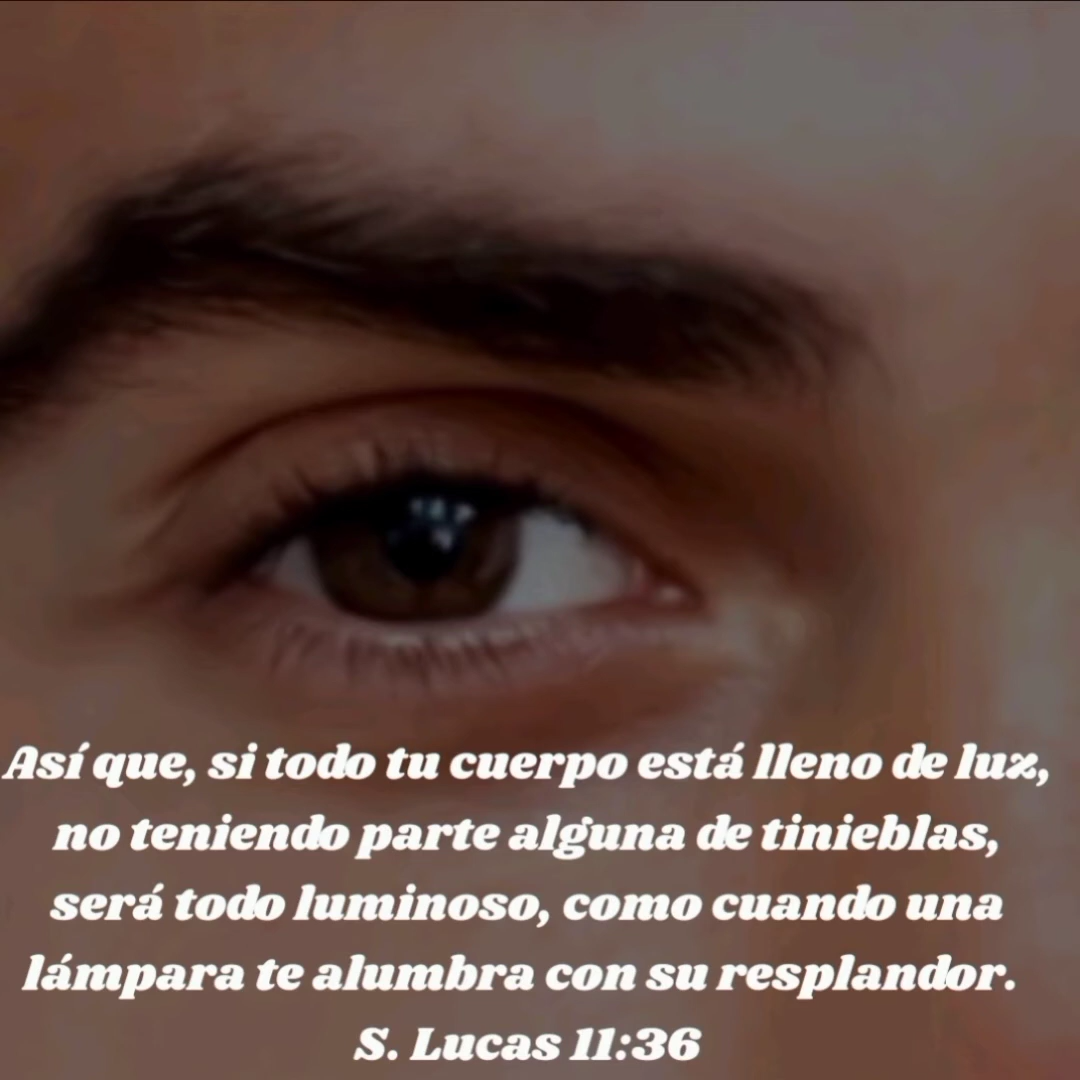 Así que, si todo tu cuerpo está lleno de luz,
no teniendo parte alguna de tinieblas,
será todo luminoso, como cuando una
lámpara te alumbra con su resplandor.
S. Lucas 11:36